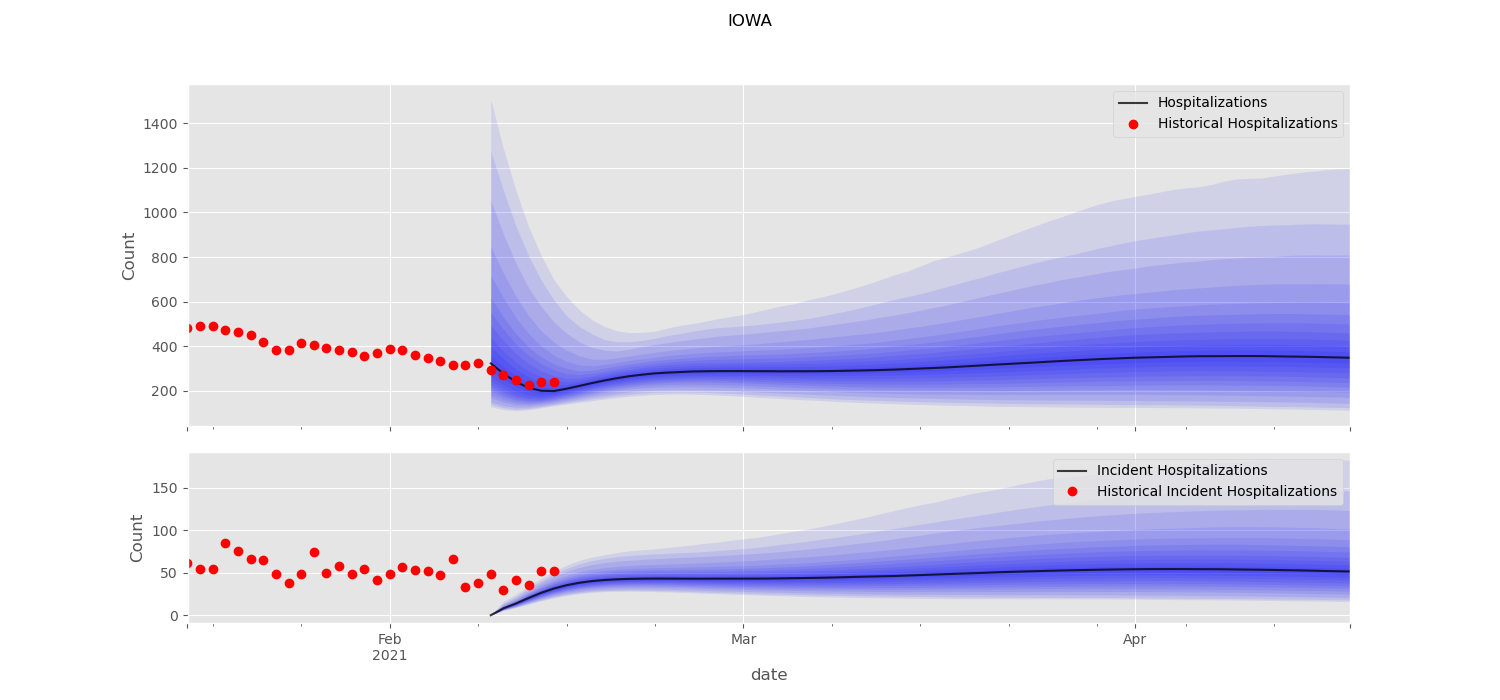 IOWA
1400
1200
1000
800
600
400
200
Count
Hospitalizations
Historical Hospitalizations
150
100
50
0
Count
Incident Hospitalizations
Historical Incident Hospitalizations
Feb
2021
Mar
Apr
date